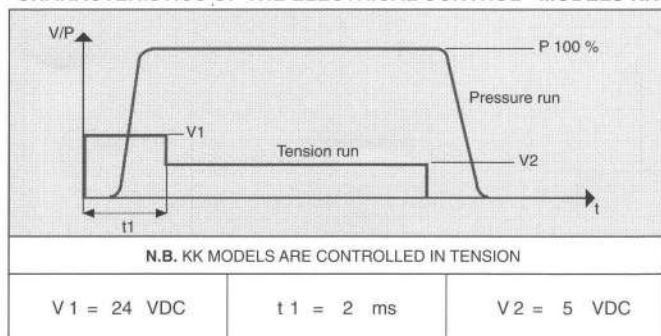 V/P
P 100 %
Pressure run
V1
Tension run
V2
t1
t
N.B. KK MODELS ARE CONTROLLED IN TENSION
V 1 = 24 VDC
t 1 = 2 ms
V 2 = 5 VDC